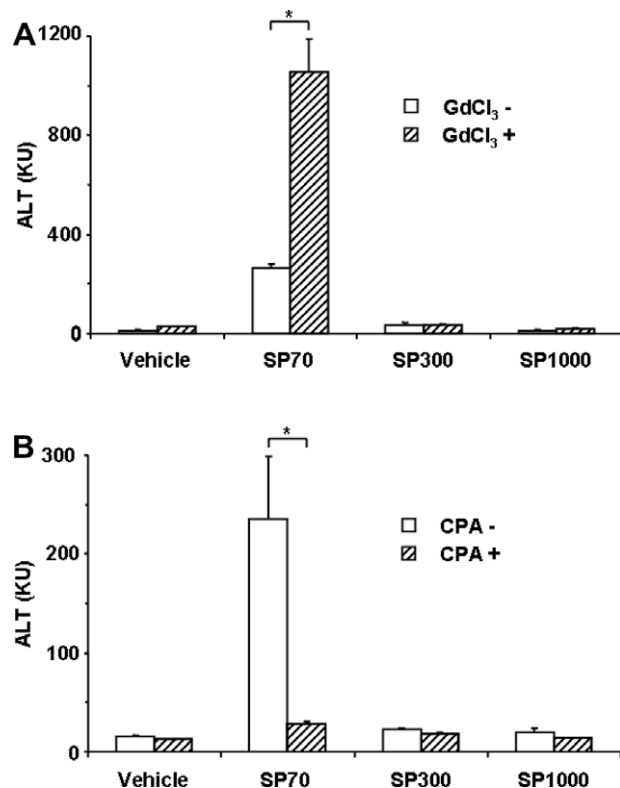 A
*
1200
800
400
0
ALT (KU)
GdCl₃ -
GdCl₃ +
Vehicle SP70 SP300 SP1000
B
*
300
200
100
0
ALT (KU)
CPA -
CPA +
Vehicle SP70 SP300 SP1000